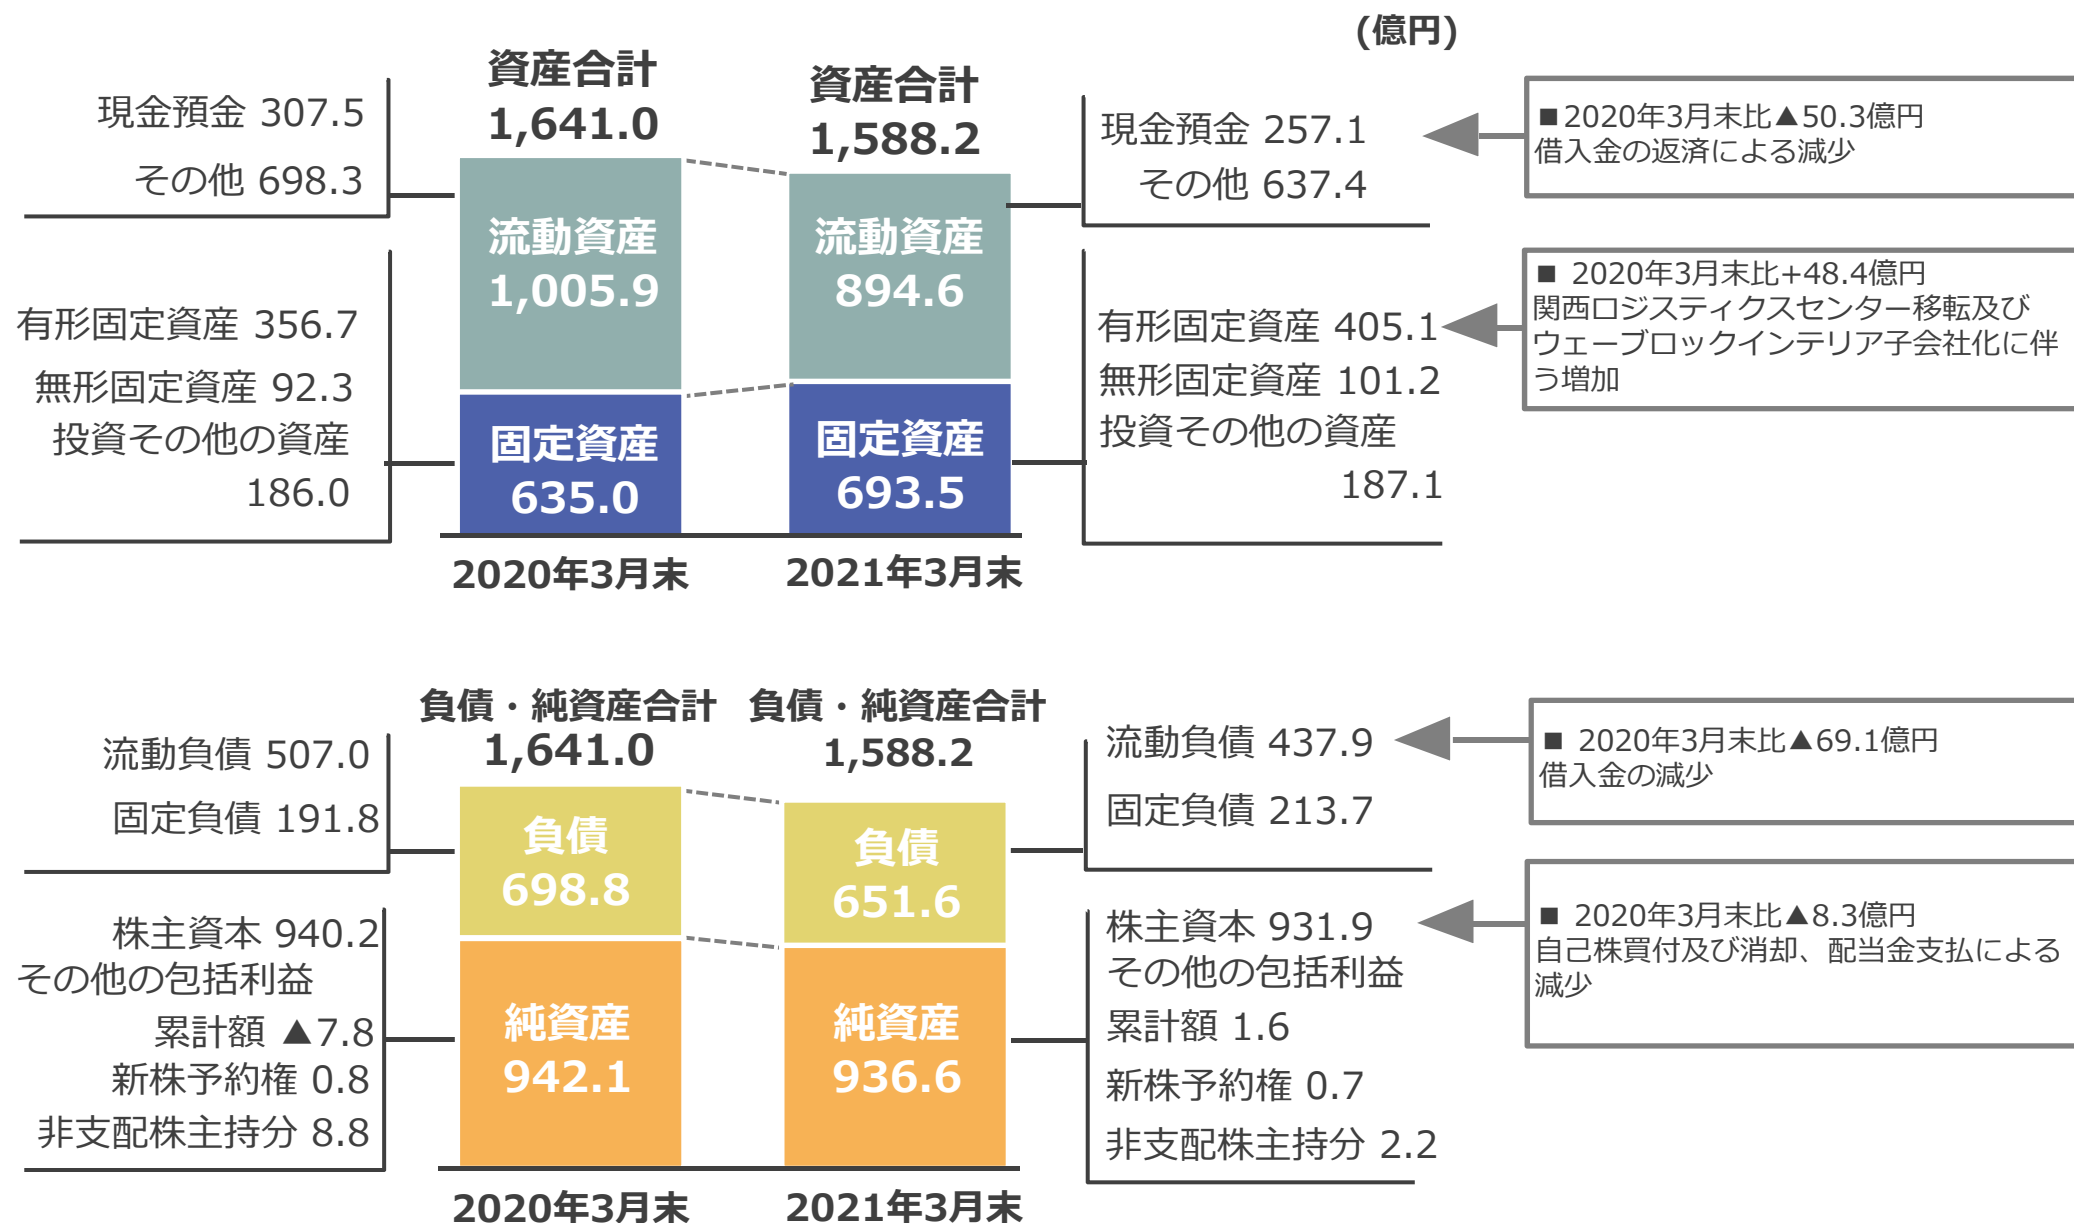 (億円)
資産合計
1,641.0
資産合計
1,588.2
現金預金 307.5
その他 698.3
流動資産
1,005.9
流動資産
894.6
現金預金 257.1
その他 637.4
■ 2020年3月末比▲50.3億円
借入金の返済による減少
有形固定資産 356.7
無形固定資産 92.3
投資その他の資産
186.0
固定資産
635.0
固定資産
693.5
有形固定資産 405.1
無形固定資産 101.2
投資その他の資産
187.1
■ 2020年3月末比+48.4億円
関西ロジスティクスセンター移転及び
ウェーブロックインテリア子会社化に伴
う増加
2020年3月末
2021年3月末
負債・純資産合計
1,641.0
負債・純資産合計
1,588.2
流動負債 507.0
固定負債 191.8
負債
698.8
負債
651.6
流動負債 437.9
固定負債 213.7
■ 2020年3月末比▲69.1億円
借入金の減少
株主資本 940.2
その他の包括利益
累計額 ▲7.8
新株予約権 0.8
非支配株主持分 8.8
純資産
942.1
純資産
936.6
株主資本 931.9
その他の包括利益
累計額 1.6
新株予約権 0.7
非支配株主持分 2.2
■ 2020年3月末比▲8.3億円
自己株買付及び消却、配当金支払による
減少
2020年3月末
2021年3月末